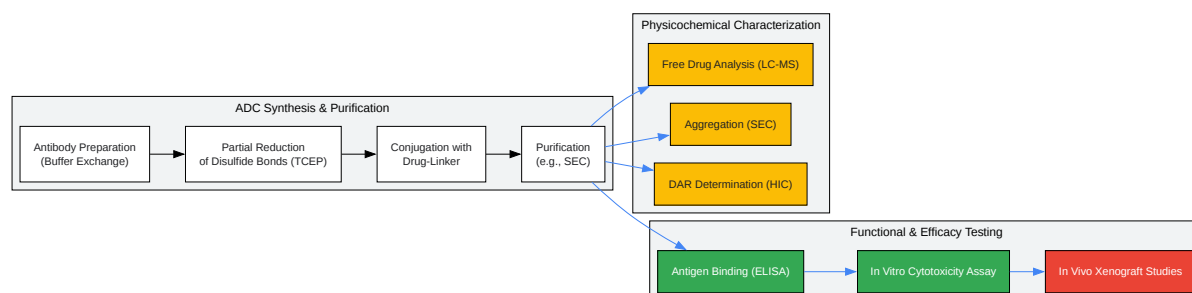 ADC Synthesis & Purification
Antibody Preparation
(Buffer Exchange)
Partial Reduction
of Disulfide Bonds (TCEP)
Conjugation with
Drug-Linker
Purification
(e.g., SEC)
Physicochemical Characterization
Free Drug Analysis (LC-MS)
Aggregation (SEC)
DAR Determination (HIC)
Functional & Efficacy Testing
Antigen Binding (ELISA)
In Vitro Cytotoxicity Assay
In Vivo Xenograft Studies